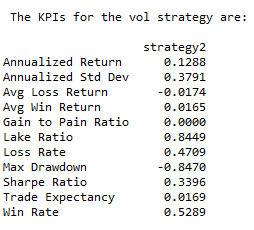 The KPIs for the vol strategy are:
strategy2
Annualized Return 0.1288
Annualized Std Dev 0.3791
Avg Loss Return -0.0174
Avg Win Return 0.0165
Gain to Pain Ratio 0.0000
Lake Ratio 0.8449
Loss Rate 0.4709
Max Drawdown -0.8470
Sharpe Ratio 0.3396
Trade Expectancy 0.0169
Win Rate 0.5289